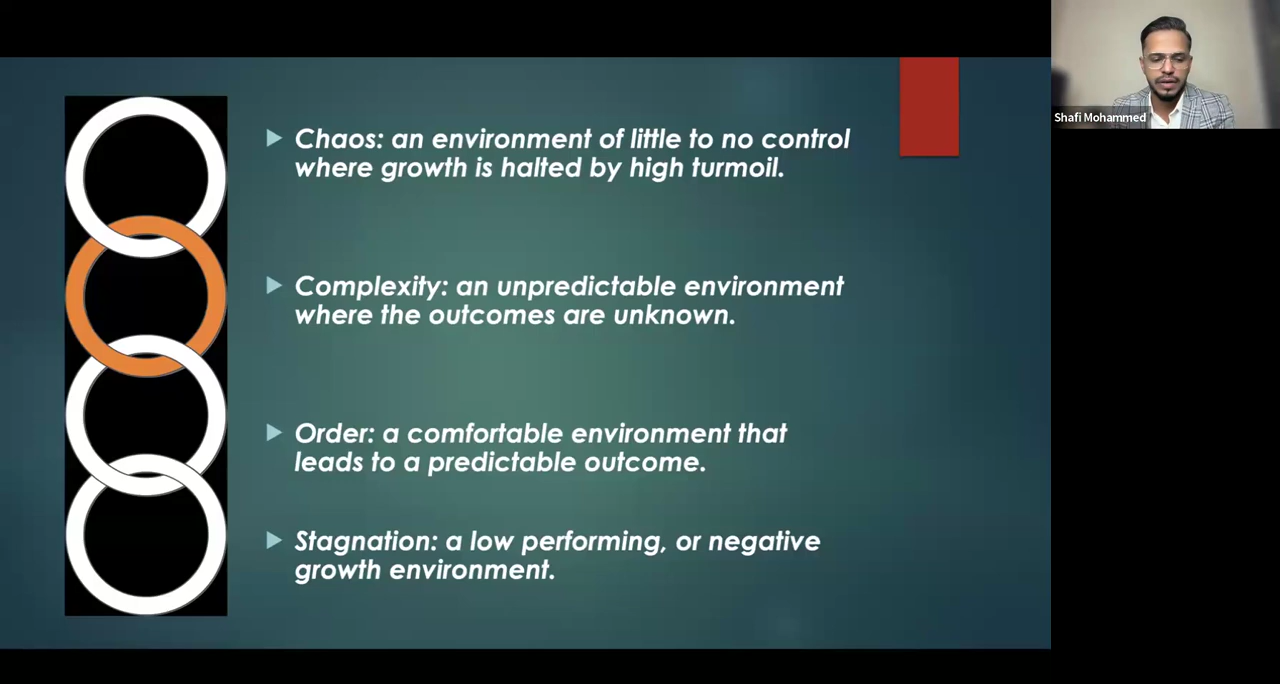 Chaos: an environment of little to no control
where growth is halted by high turmoil.
Complexity: an unpredictable environment
where the outcomes are unknown.
Order: a comfortable environment that
leads to a predictable outcome.
Stagnation: a low performing, or negative
growth environment.
Shafi Mohammed